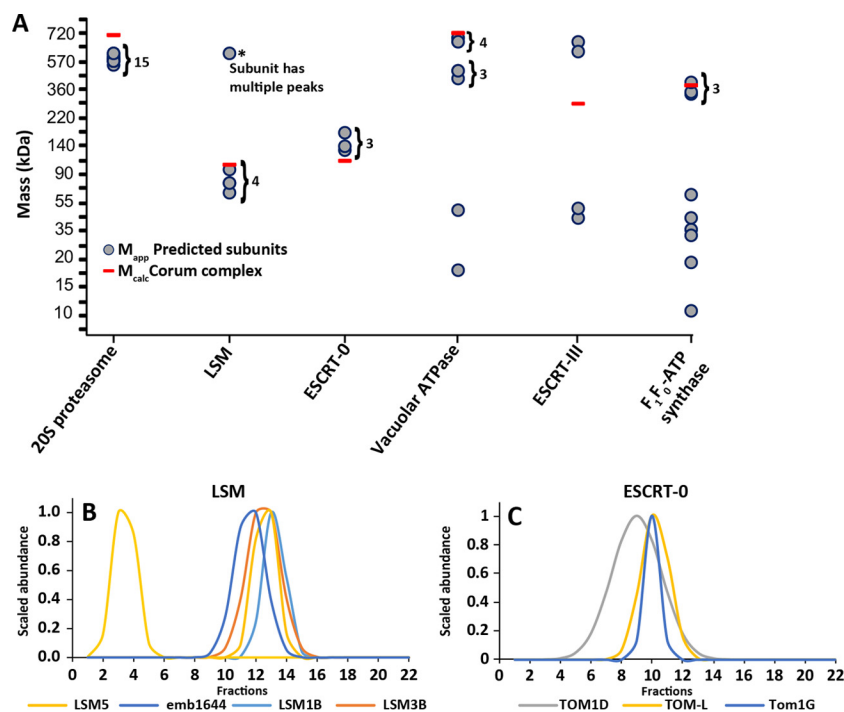 A
Mass (kDa)
720
570
360
220
140
90
55
35
20
15
10
15
*
Subunit has
multiple peaks
4
3
4
3
3
Mapp Predicted subunits
McalcCorum complex
20S proteasome
LSM
ESCRT-0
Vacuolar ATPase
ESCRT-III
F1F0-ATP
synthase
LSM
B
Scaled abundance
1.0
0.8
0.6
0.4
0.2
0.0
0 2 4 6 8 10 12 14 16 18 20 22
Fractions
LSM5 emb1644 LSM1B LSM3B
ESCRT-0
C
Scaled abundance
1
0.8
0.6
0.4
0.2
0
0 2 4 6 8 10 12 14 16 18 20 22
Fractions
TOM1D TOM-L Tom1G